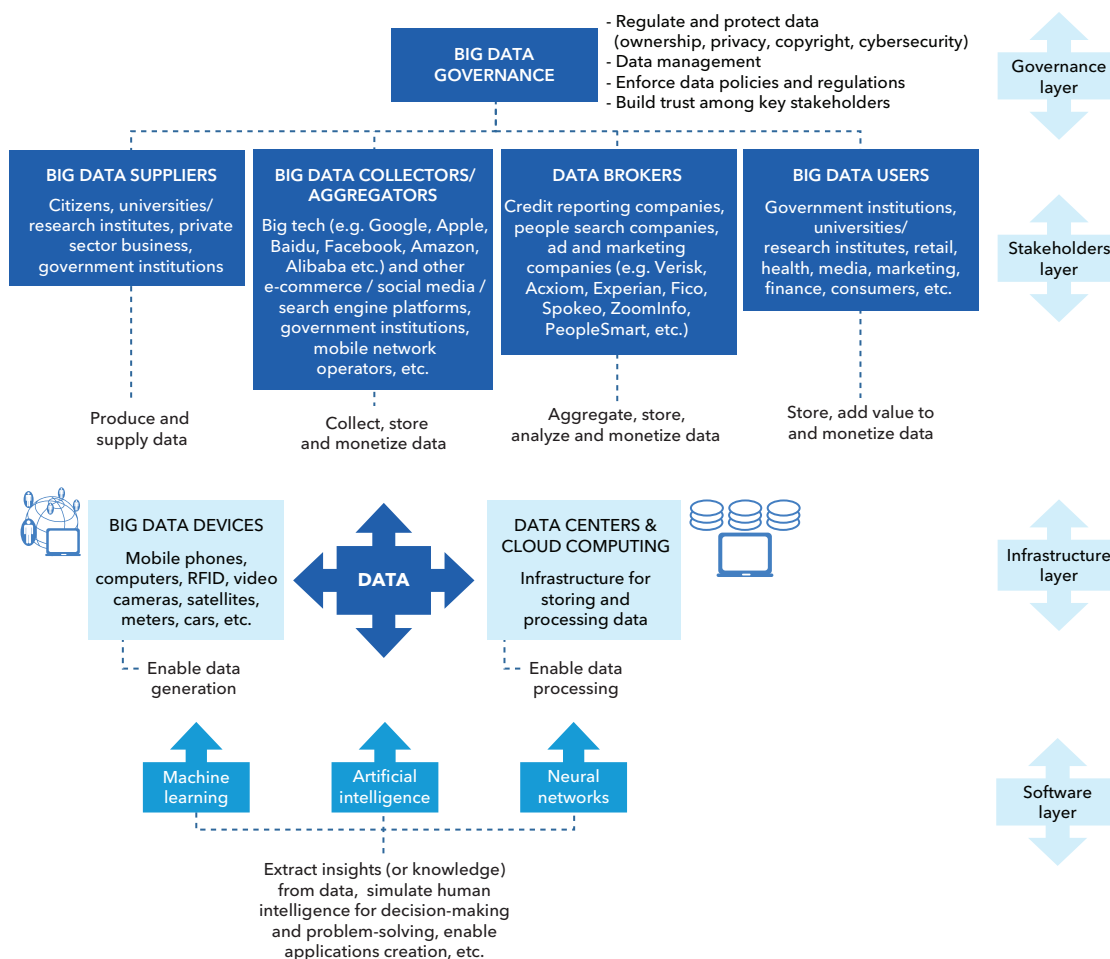 BIG DATA
GOVERNANCE
- Regulate and protect data
(ownership, privacy, copyright, cybersecurity)
- Data management
- Enforce data policies and regulations
- Build trust among key stakeholders
Governance
layer
BIG DATA SUPPLIERS
Citizens, universities/
research institutes, private
sector business,
government institutions
BIG DATA COLLECTORS/
AGGREGATORS
Big tech (e.g. Google, Apple,
Baidu, Facebook, Amazon,
Alibaba etc.) and other
e-commerce / social media /
search engine platforms,
government institutions,
mobile network
operators, etc.
DATA BROKERS
Credit reporting companies,
people search companies,
ad and marketing
companies (e.g. Verisk,
Acxiom, Experian, Fico,
Spokeo, ZoomInfo,
PeopleSmart, etc.)
BIG DATA USERS
Government institutions,
universities/
research institutes, retail,
health, media, marketing,
finance, consumers, etc.
Stakeholders
layer
Produce and
supply data
Collect, store
and monetize data
Aggregate, store,
analyze and monetize data
Store, add value to
and monetize data
BIG DATA DEVICES
Mobile phones,
computers, RFID, video
cameras, satellites,
meters, cars, etc.
DATA
DATA CENTERS &
CLOUD COMPUTING
Infrastructure for
storing and
processing data
Infrastructure
layer
Enable data
generation
Enable data
processing
Machine
learning
Artificial
intelligence
Neural
networks
Software
layer
Extract insights (or knowledge)
from data, simulate human
intelligence for decision-making
and problem-solving, enable
applications creation, etc.